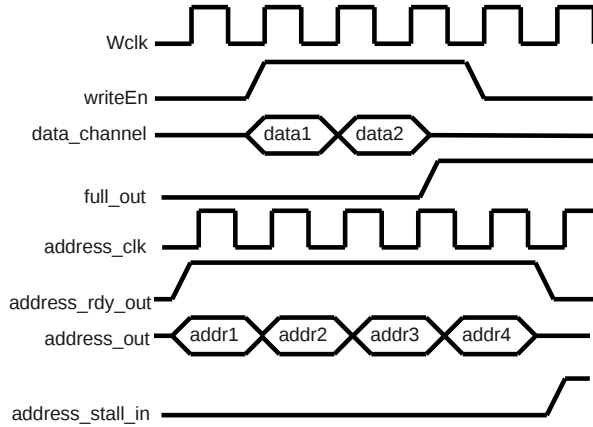 Wclk
writeEn
data_channel data1 data2
full_out
address_clk
address_rdy_out
address_out addr1 addr2 addr3 addr4
address_stall_in